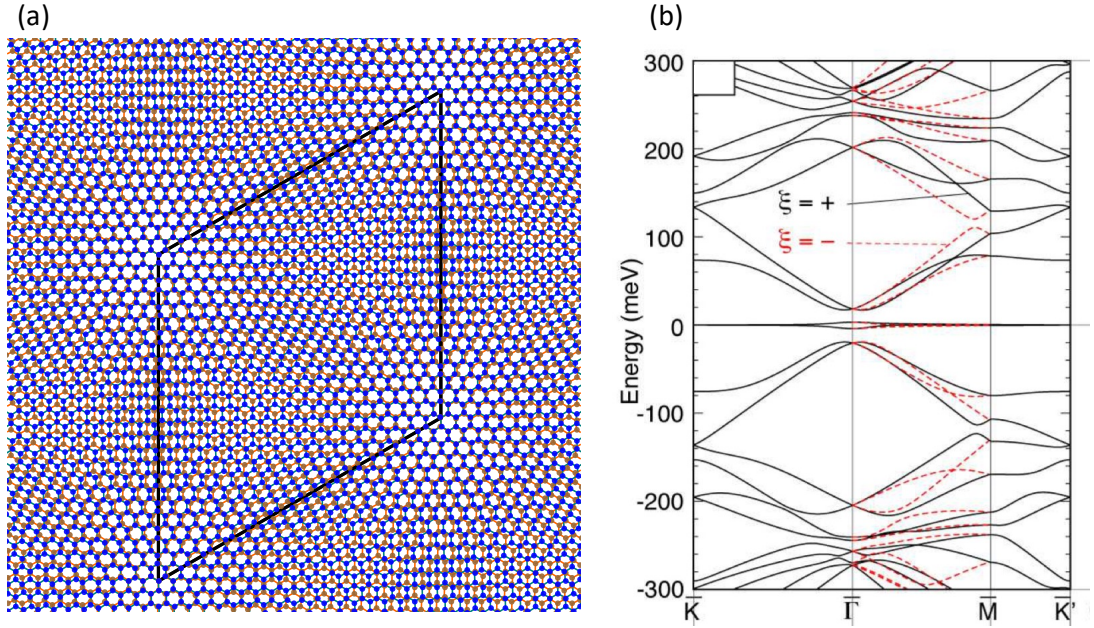 (a)
(b)
300
200
100
0
-100
-200
-300
Energy (meV)
ξ = +
ξ = −
K̅ Γ̅ M̅ K̅'